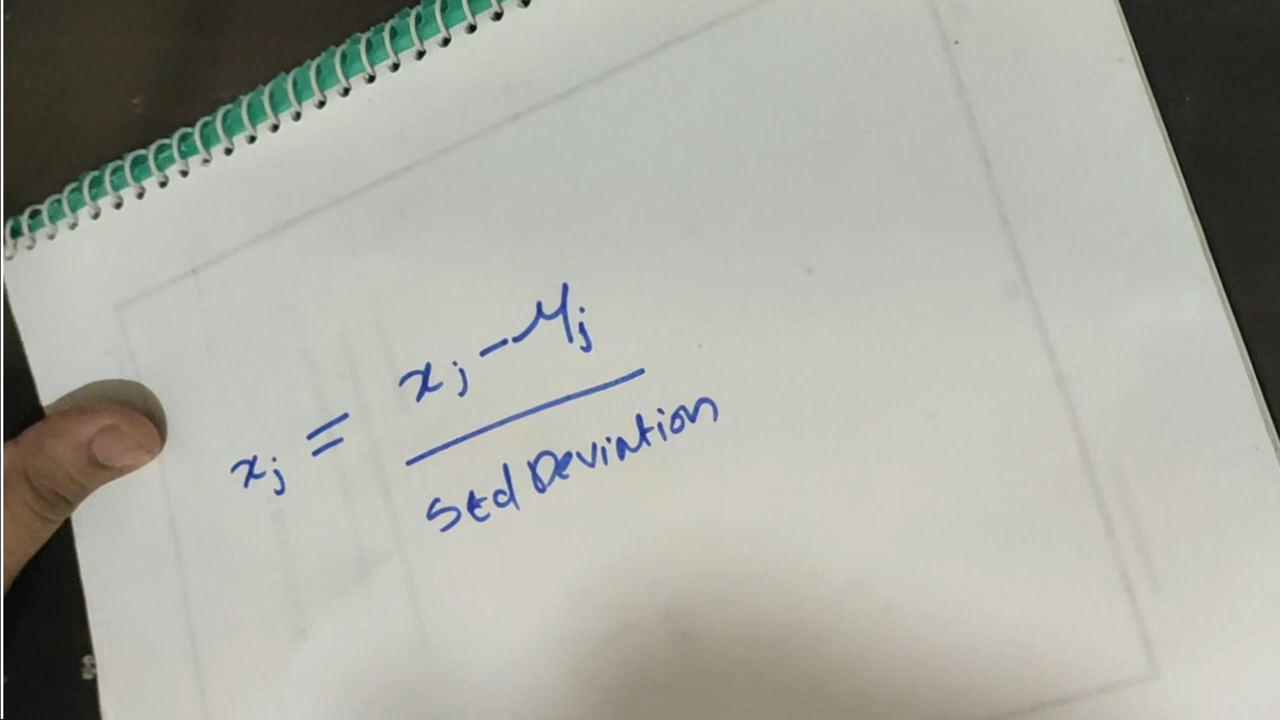 xj = xj - μj
Std Deviation